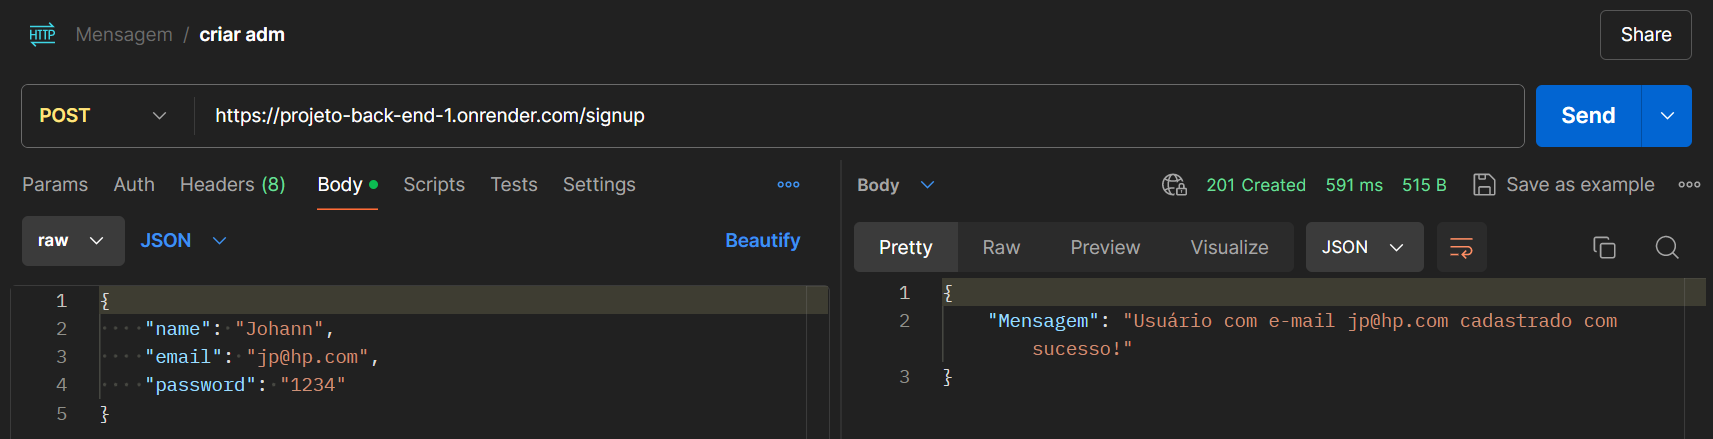 HTTP Mensagem / criar adm
Share
POST
https://projeto-back-end-1.onrender.com/signup
Send
Params Auth Headers (8) Body Scripts Tests Settings
raw JSON Beautify
1 {
2 "name": "Johann",
3 "email": "jp@hp.com",
4 "password": "1234"
5 }
Body 201 Created 591 ms 515 B Save as example
Pretty Raw Preview Visualize JSON
1 {
2 "Mensagem": "Usuário com e-mail jp@hp.com cadastrado com
sucesso!"
3 }